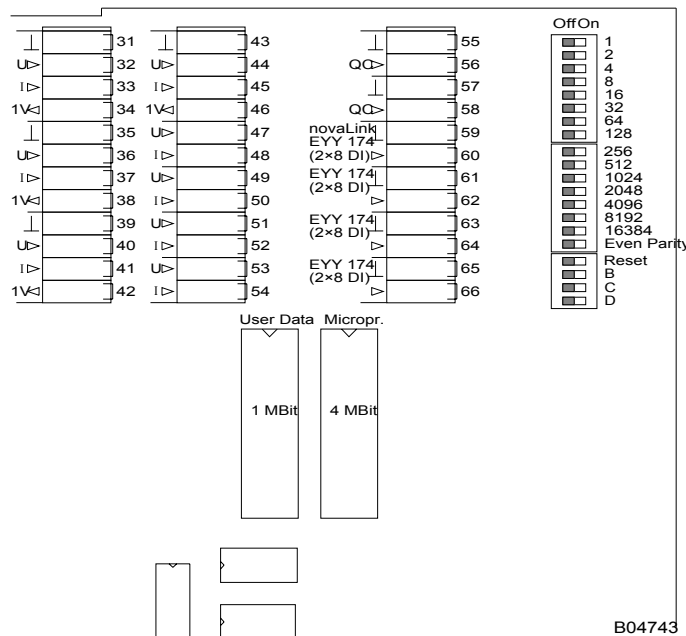 Off On
⊥ 31
U▷ 32
I▷ 33
1V◁ 34
⊥ 35
U▷ 36
I▷ 37
1V◁ 38
⊥ 39
U▷ 40
I▷ 41
1V◁ 42
⊥ 43
U▷ 44
I▷ 45
1V◁ 46
U▷ 47
I▷ 48
U▷ 49
I▷ 50
U▷ 51
I▷ 52
U▷ 53
I▷ 54
⊥ 55
QC▷ 56
⊥ 57
QC▷ 58
novaLink
⊥ 59
EYY 174
(2×8 DI)
▷ 60
EYY 174
(2×8 DI)
⊥ 61
▷ 62
EYY 174
(2×8 DI)
⊥ 63
▷ 64
EYY 174
(2×8 DI)
⊥ 65
▷ 66
1
2
4
8
16
32
64
128
256
512
1024
2048
4096
8192
16384
Even Parity
Reset
B
C
D
User Data Micropr.
1 MBit 4 MBit
B04743